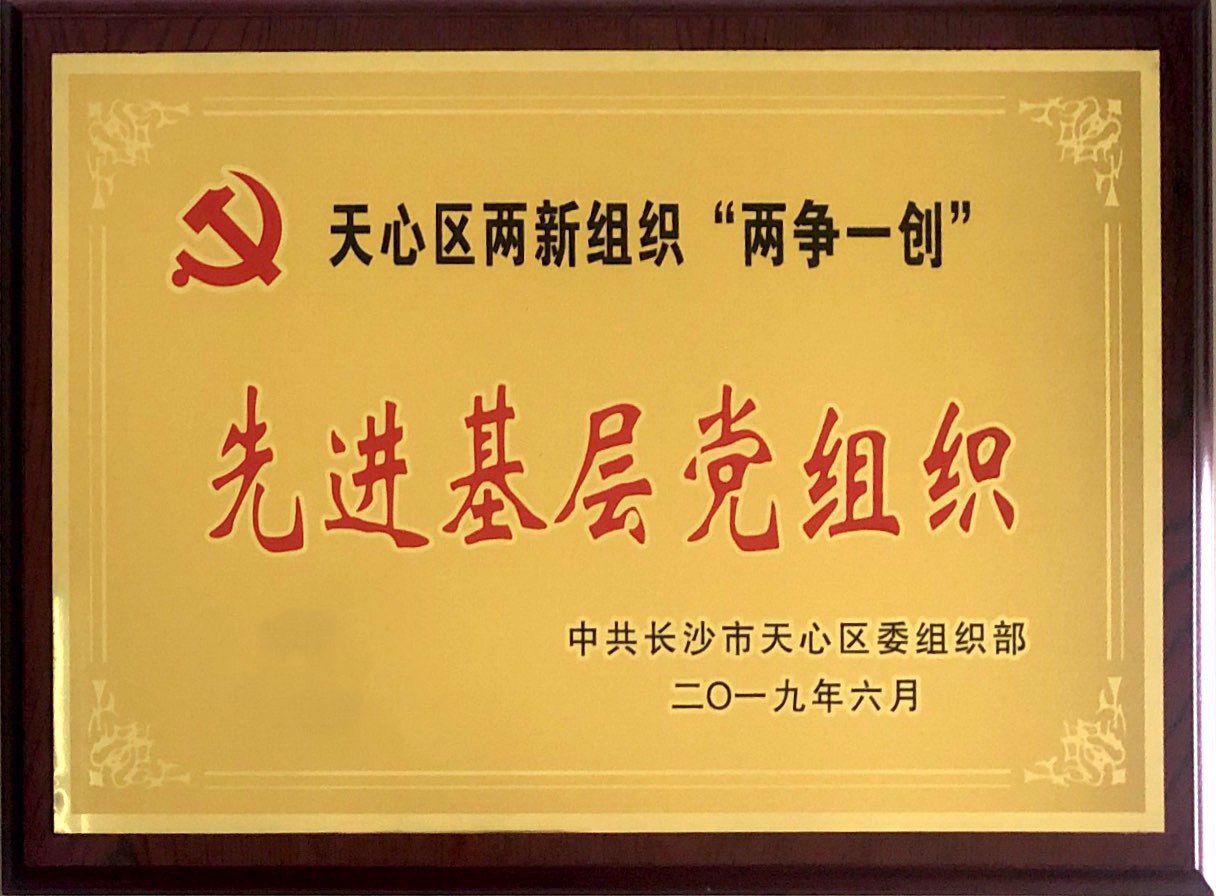 天心区两新组织“两争一创”
先进基层党组织
中共长沙市天心区委组织部
二〇一九年六月